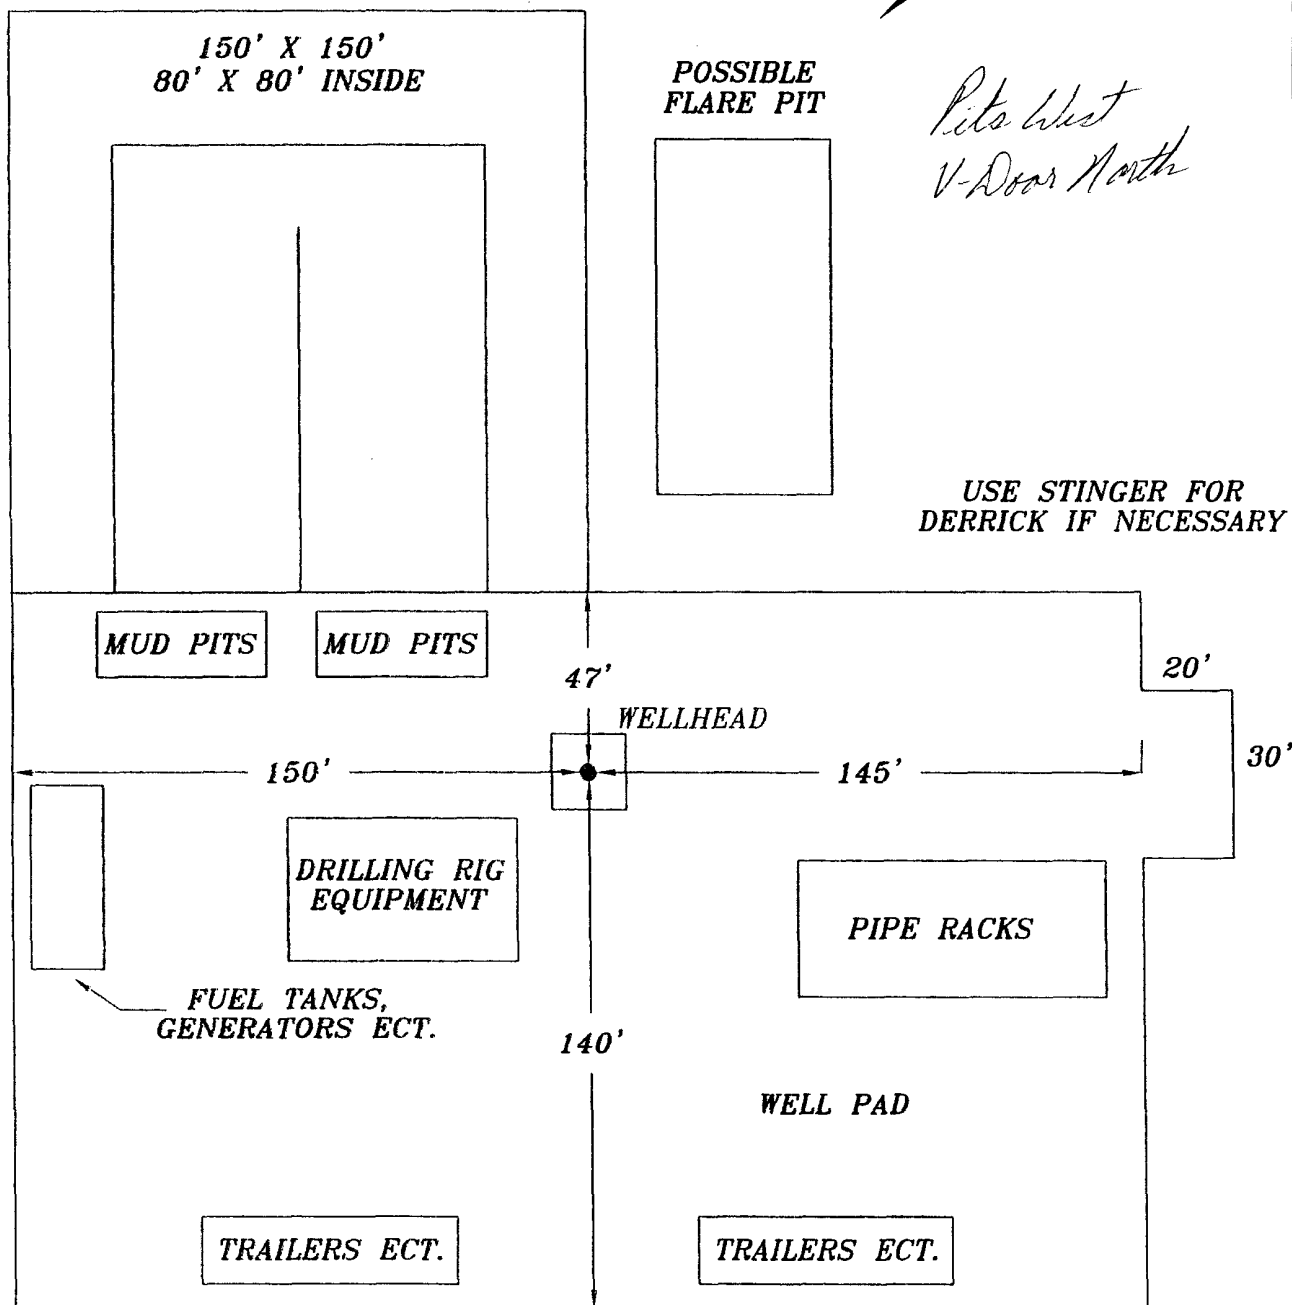 150' X 150'
80' X 80' INSIDE
POSSIBLE
FLARE PIT
Pits West
V-Door North
USE STINGER FOR
DERRICK IF NECESSARY
MUD PITS
MUD PITS
47'
20'
WELLHEAD
150'
145'
30'
DRILLING RIG
EQUIPMENT
PIPE RACKS
FUEL TANKS,
GENERATORS ECT.
140'
WELL PAD
TRAILERS ECT.
TRAILERS ECT.